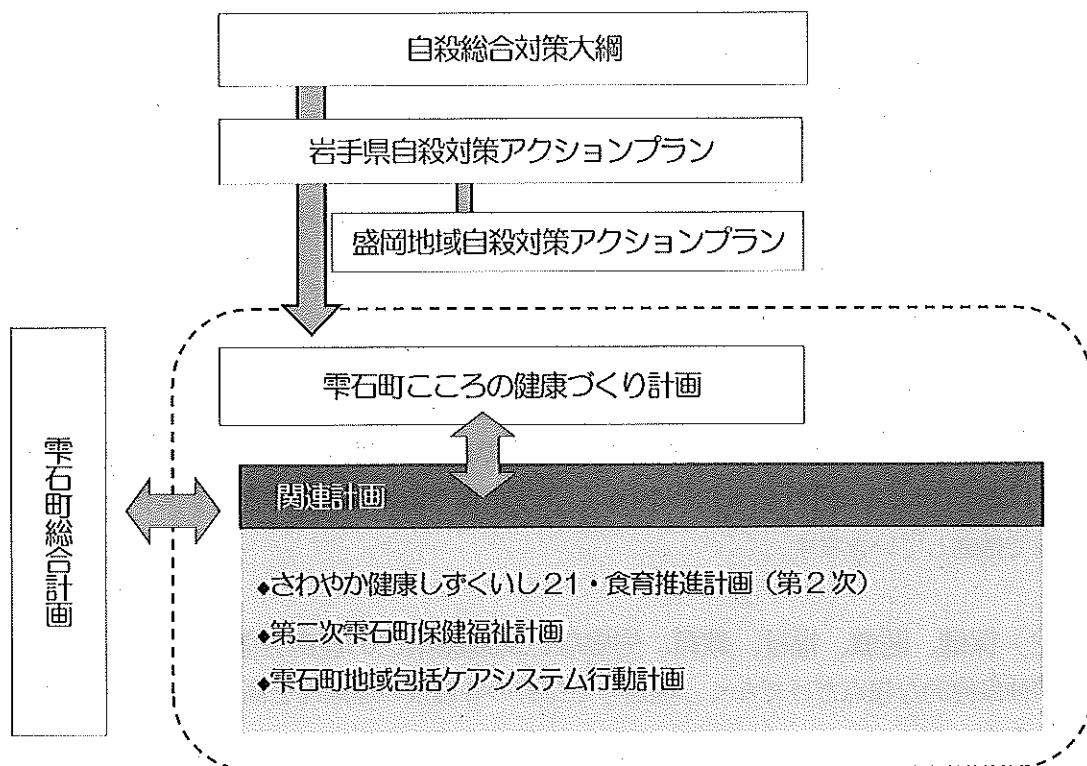 自殺総合対策大綱
岩手県自殺対策アクションプラン
盛岡地域自殺対策アクションプラン
雫石町こころの健康づくり計画
雫石町総合計画
関連計画
◆さわやか健康しずくいし21・食育推進計画（第2次）
◆第二次雫石町保健福祉計画
◆雫石町地域包括ケアシステム行動計画